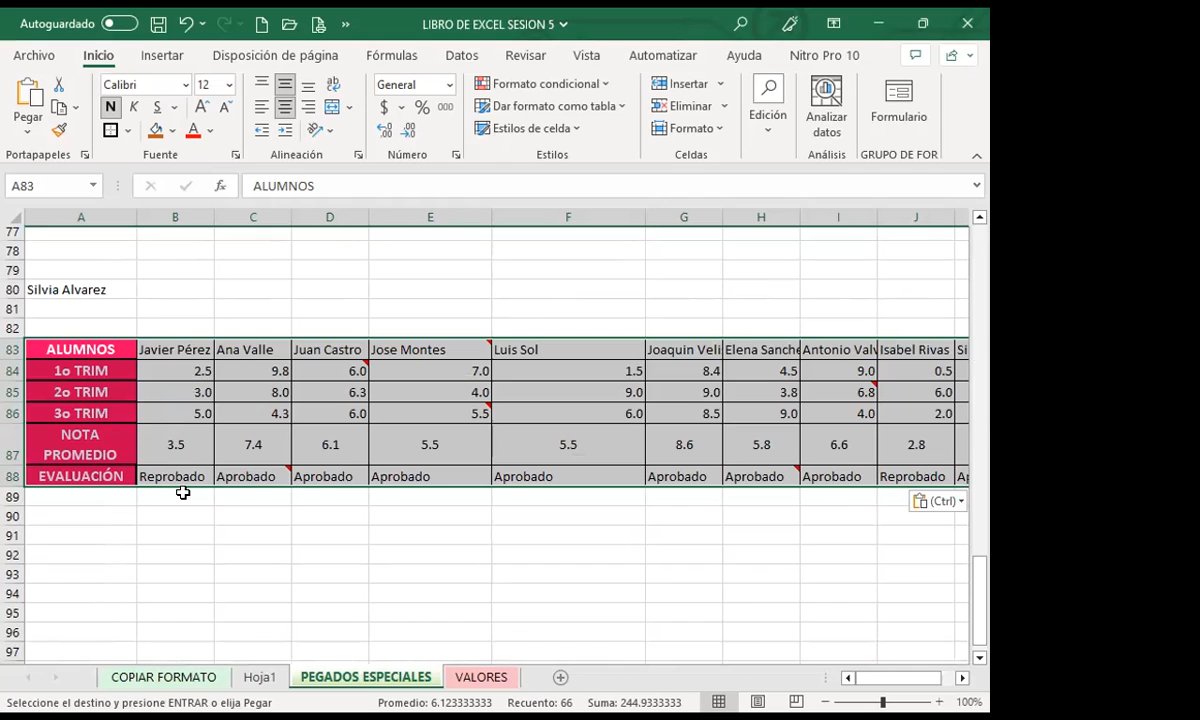 Autoguardado
LIBRO DE EXCEL SESION 5
Archivo Inicio Insertar Disposición de página Fórmulas Datos Revisar Vista Automatizar Ayuda Nitro Pro 10
Pegar
Portapapeles
Calibri 12
N K S
Fuente
Alineación
General
$ % 000
Número
Formato condicional
Dar formato como tabla
Estilos de celda
Estilos
Insertar
Eliminar
Formato
Celdas
Edición
Analizar datos
Análisis
Formulario
GRUPO DE FOR
A83 fx ALUMNOS
A B C D E F G H I J
77
78
79
80 Silvia Alvarez
81
82
83 ALUMNOS Javier Pérez Ana Valle Juan Castro Jose Montes Luis Sol Joaquin Veli Elena Sanche Antonio Valv Isabel Rivas Si
84 1o TRIM 2.5 9.8 6.0 7.0 1.5 8.4 4.5 9.0 0.5
85 2o TRIM 3.0 8.0 6.3 4.0 9.0 9.0 3.8 6.8 6.0
86 3o TRIM 5.0 4.3 6.0 5.5 6.0 8.5 9.0 4.0 2.0
87 NOTA PROMEDIO 3.5 7.4 6.1 5.5 5.5 8.6 5.8 6.6 2.8
88 EVALUACIÓN Reprobado Aprobado Aprobado Aprobado Aprobado Aprobado Aprobado Aprobado Reprobado Ap
89
(Ctrl)
90
91
92
93
94
95
96
97
COPIAR FORMATO Hoja1 PEGADOS ESPECIALES VALORES
Seleccione el destino y presione ENTRAR o elija Pegar Promedio: 6.123333333 Recuento: 66 Suma: 244.9333333 100%